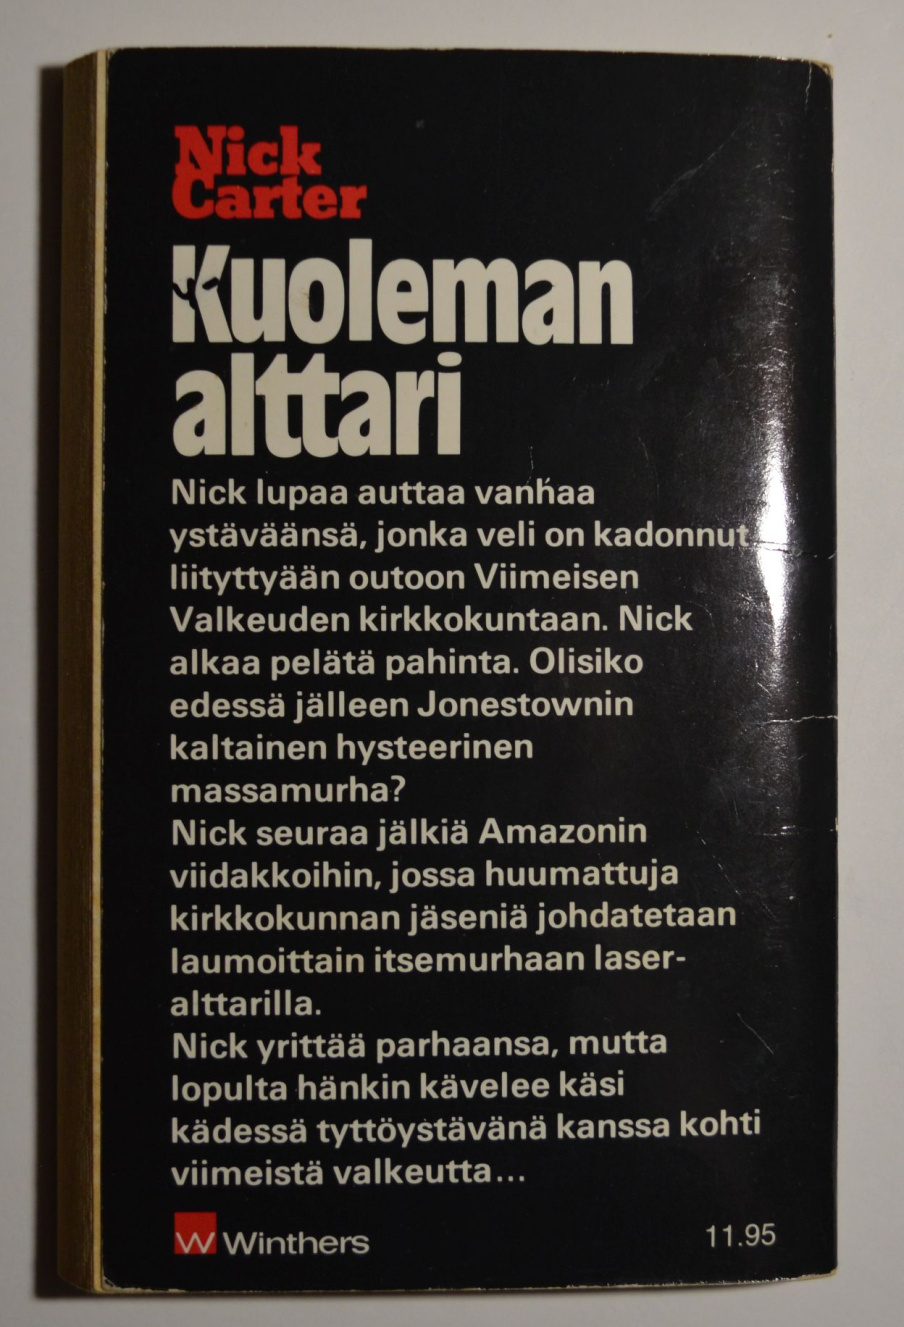 Nick
Carter
Kuoleman
alttari
Nick lupaa auttaa vanhaa
ystäväänsä, jonka veli on kadonnut
liityttyään outoon Viimeisen
Valkeuden kirkkokuntaan. Nick
alkaa pelätä pahinta. Olisiko
edessä jälleen Jonestownin
kaltainen hysteerinen
massamurha?
Nick seuraa jälkiä Amazonin
viidakkoihin, jossa huumattuja
kirkkokunnan jäseniä johdatetaan
laumoittain itsemurhaan laser-
alttarilla.
Nick yrittää parhaansa, mutta
lopulta hänkin kävelee käsi
kädessä tyttöystävänä kanssa kohti
viimeistä valkeutta...
W Winthers
11.95